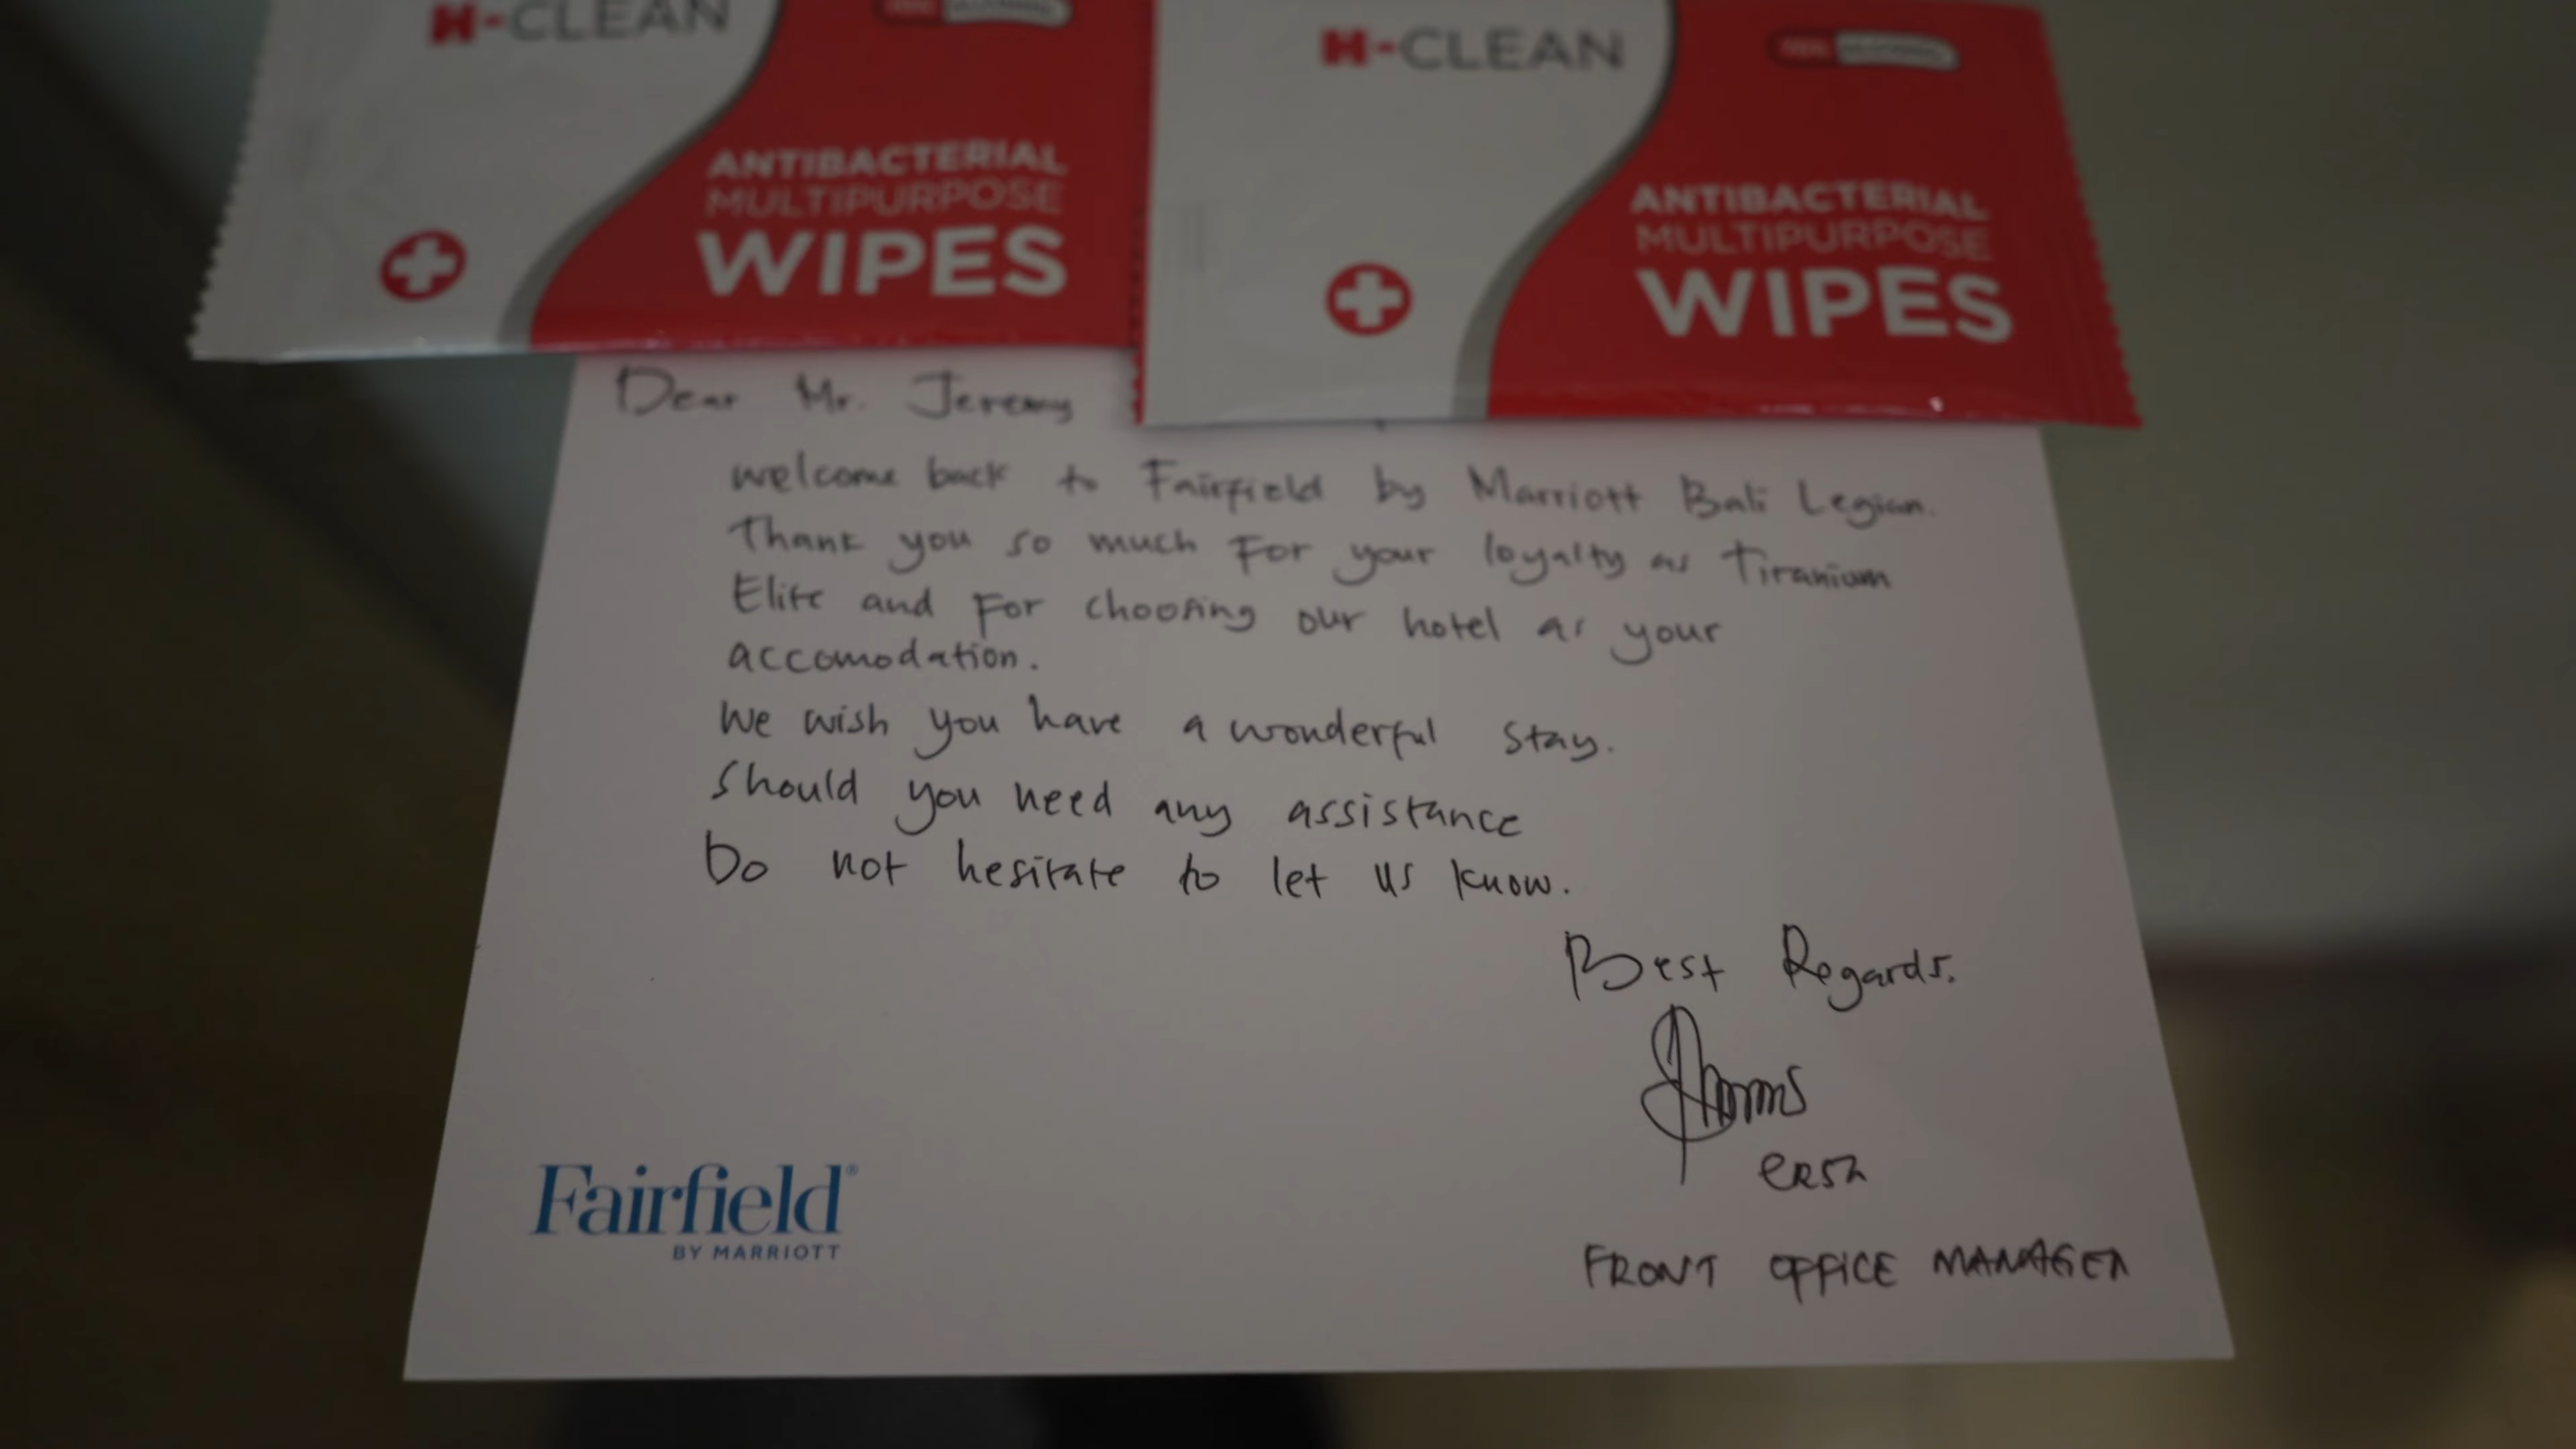 H-CLEAN
ANTIBACTERIAL
MULTIPURPOSE
WIPES
H-CLEAN
ANTIBACTERIAL
MULTIPURPOSE
WIPES
Dear Mr. Jeremy
Welcome back to Fairfield by Marriott Bali Legian.
Thank you so much For your loyalty as Titanium
Elite and For choosing our hotel as your
accomodation.
We wish you have a wonderful stay.
Should you need any assistance
Do not hesitate to let us know.
Best Regards.
FRONT OFFICE MANAGER
Fairfield®
BY MARRIOTT